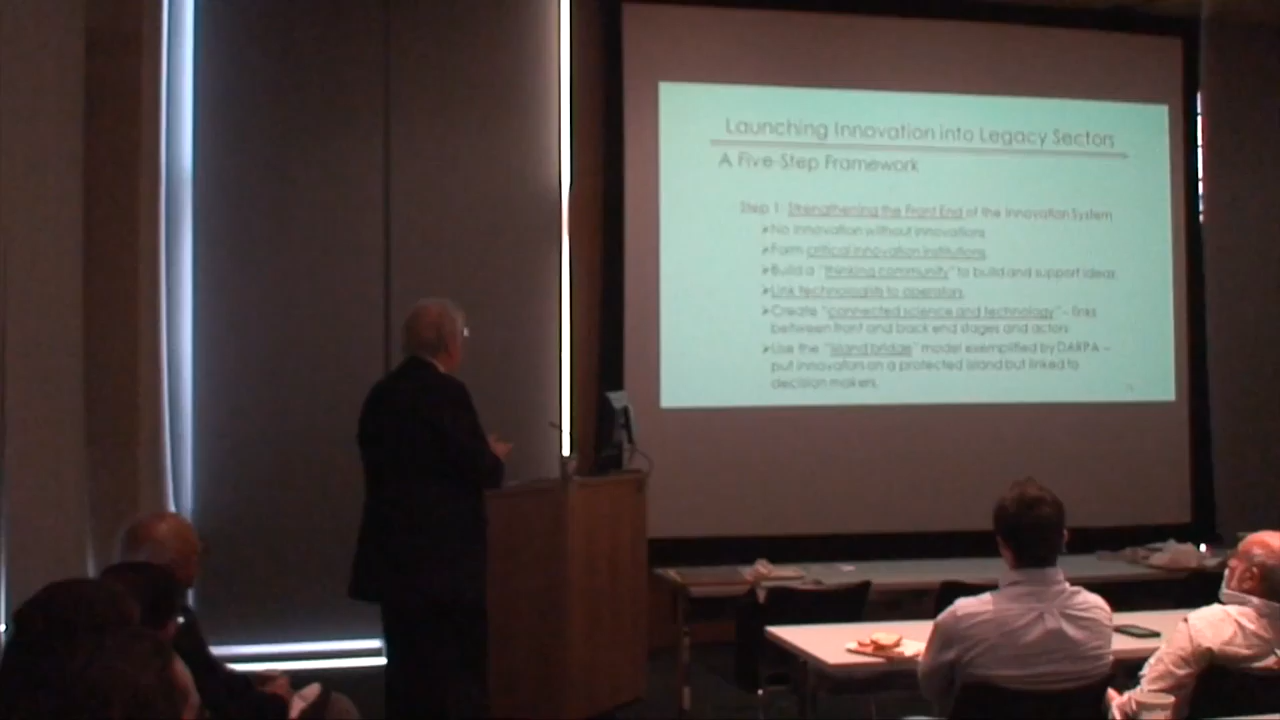 Launching Innovation into Legacy Sectors
A Five-Step Framework
Step 1: Strengthening the Front End of the Innovation System
➢No innovation without innovations
➢Form critical innovation institutions
➢Build a "thinking community" to build and support ideas
➢Link technologists to operators
➢Create "connected science and technology" - links
between front and back end stages and actors
➢Use the "island bridge" model exemplified by DARPA –
put innovators on a protected island but linked to
decision makers.